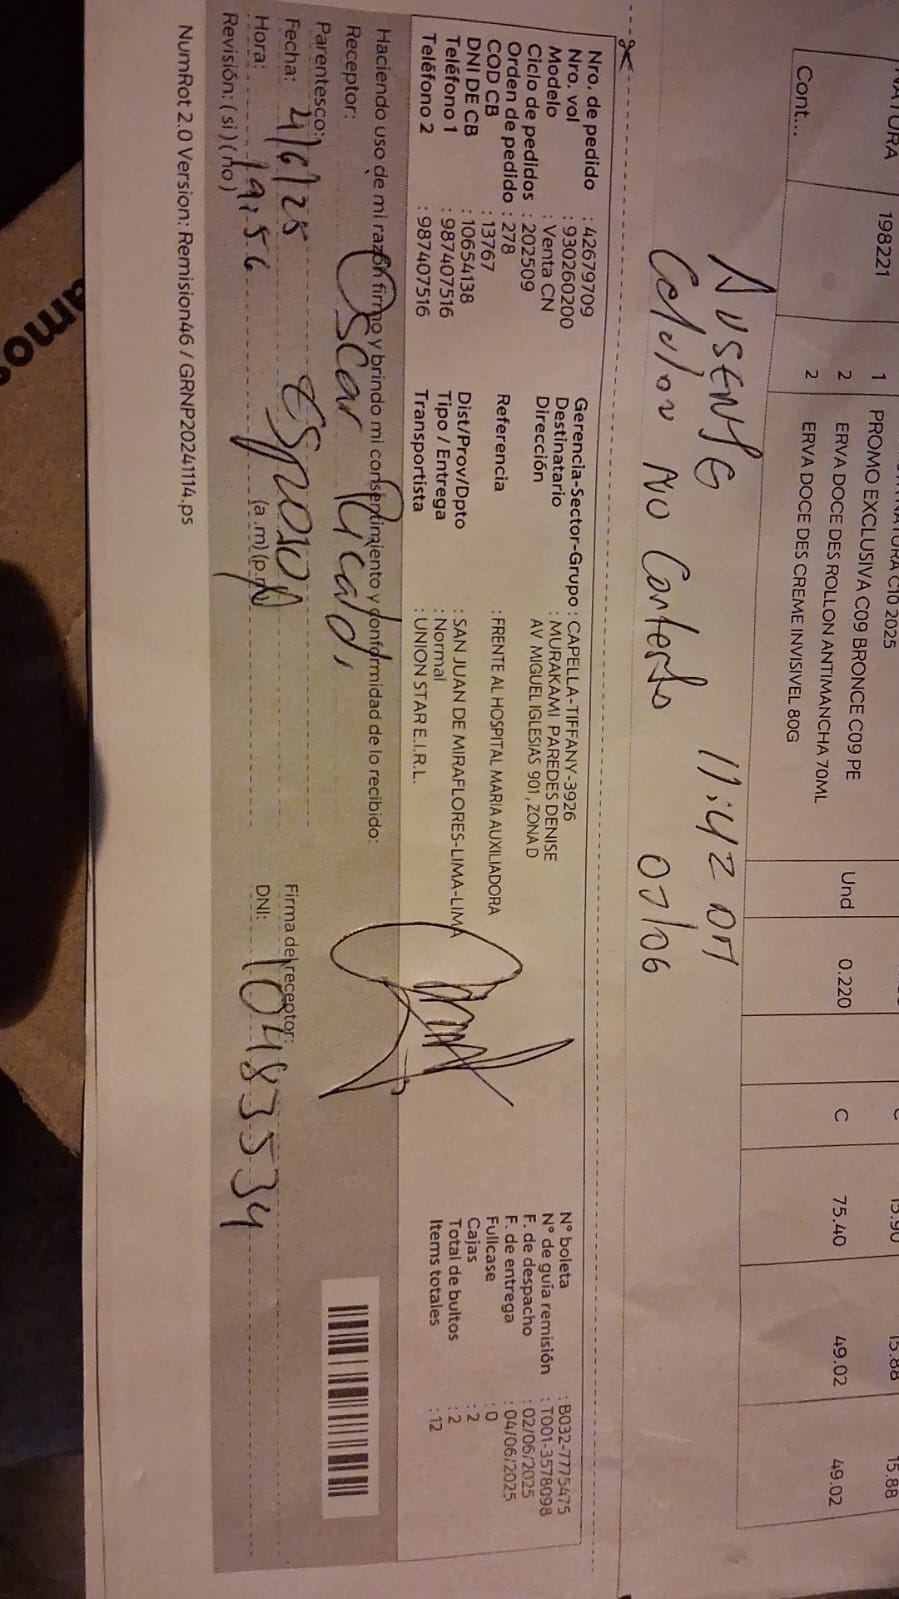 NATURA C10 2025
NATURA 198221 1 PROMO EXCLUSIVA C09 BRONCE C09 PE 15.88 15.88
2 ERVA DOCE DES ROLLON ANTIMANCHA 70ML Und 0.220 C 75.40 49.02 49.02
Cont... 2 ERVA DOCE DES CREME INVISIVEL 80G
AUSENTE 11:42
Celular No Contesto 07/06
Nro. de pedido : 42679709
Nro. vol : 930260200
Modelo : Venta CN
Ciclo de pedidos : 202509
Orden de pedido : 278
COD CB : 13767
DNI DE CB : 10654138
Teléfono 1 : 987407516
Teléfono 2 : 987407516
Gerencia-Sector-Grupo : CAPELLA-TIFFANY-3926
Destinatario : MURAKAMI PAREDES DENISE
Dirección AV MIGUEL IGLESIAS 901, ZONA D
Referencia : FRENTE AL HOSPITAL MARIA AUXILIADORA
Dist/Prov/Dpto : SAN JUAN DE MIRAFLORES-LIMA-LIMA
Tipo / Entrega : Normal
Transportista : UNION STAR E.I.R.L.
N° boleta : B032-7775475
N° de guía remisión : T001-3578098
F. de despacho : 02/06/2025
F. de entrega : 04/06/2025
Fullcase : 0
Cajas : 2
Total de bultos : 2
Items totales : 12
Haciendo uso de mi razón firmo y brindo mi consentimiento y conformidad de lo recibido:
Receptor: Oscar Ucaldi
Parentesco: Esposo Firma del receptor:
Fecha: 4/6/25 DNI: 10483534
Hora: 19:56 (a.m)(p.m)
Revisión: (si) (no)
NumRot 2.0 Version: Remision46 / GRNP20241114.ps